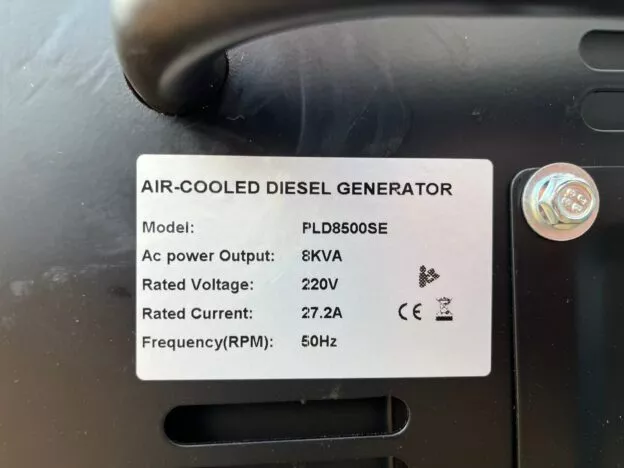 AIR-COOLED DIESEL GENERATOR
Model: PLD8500SE
Ac power Output: 8KVA
Rated Voltage: 220V
Rated Current: 27.2A
Frequency(RPM): 50Hz
CE